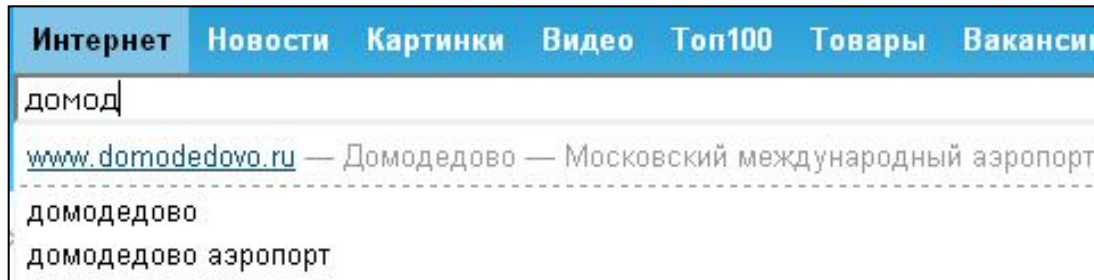 Интернет Новости Картинки Видео Топ100 Товары
домод
www.domodedovo.ru — Домодедово — Московский международный аэропорт
домодедово
домодедово аэропорт